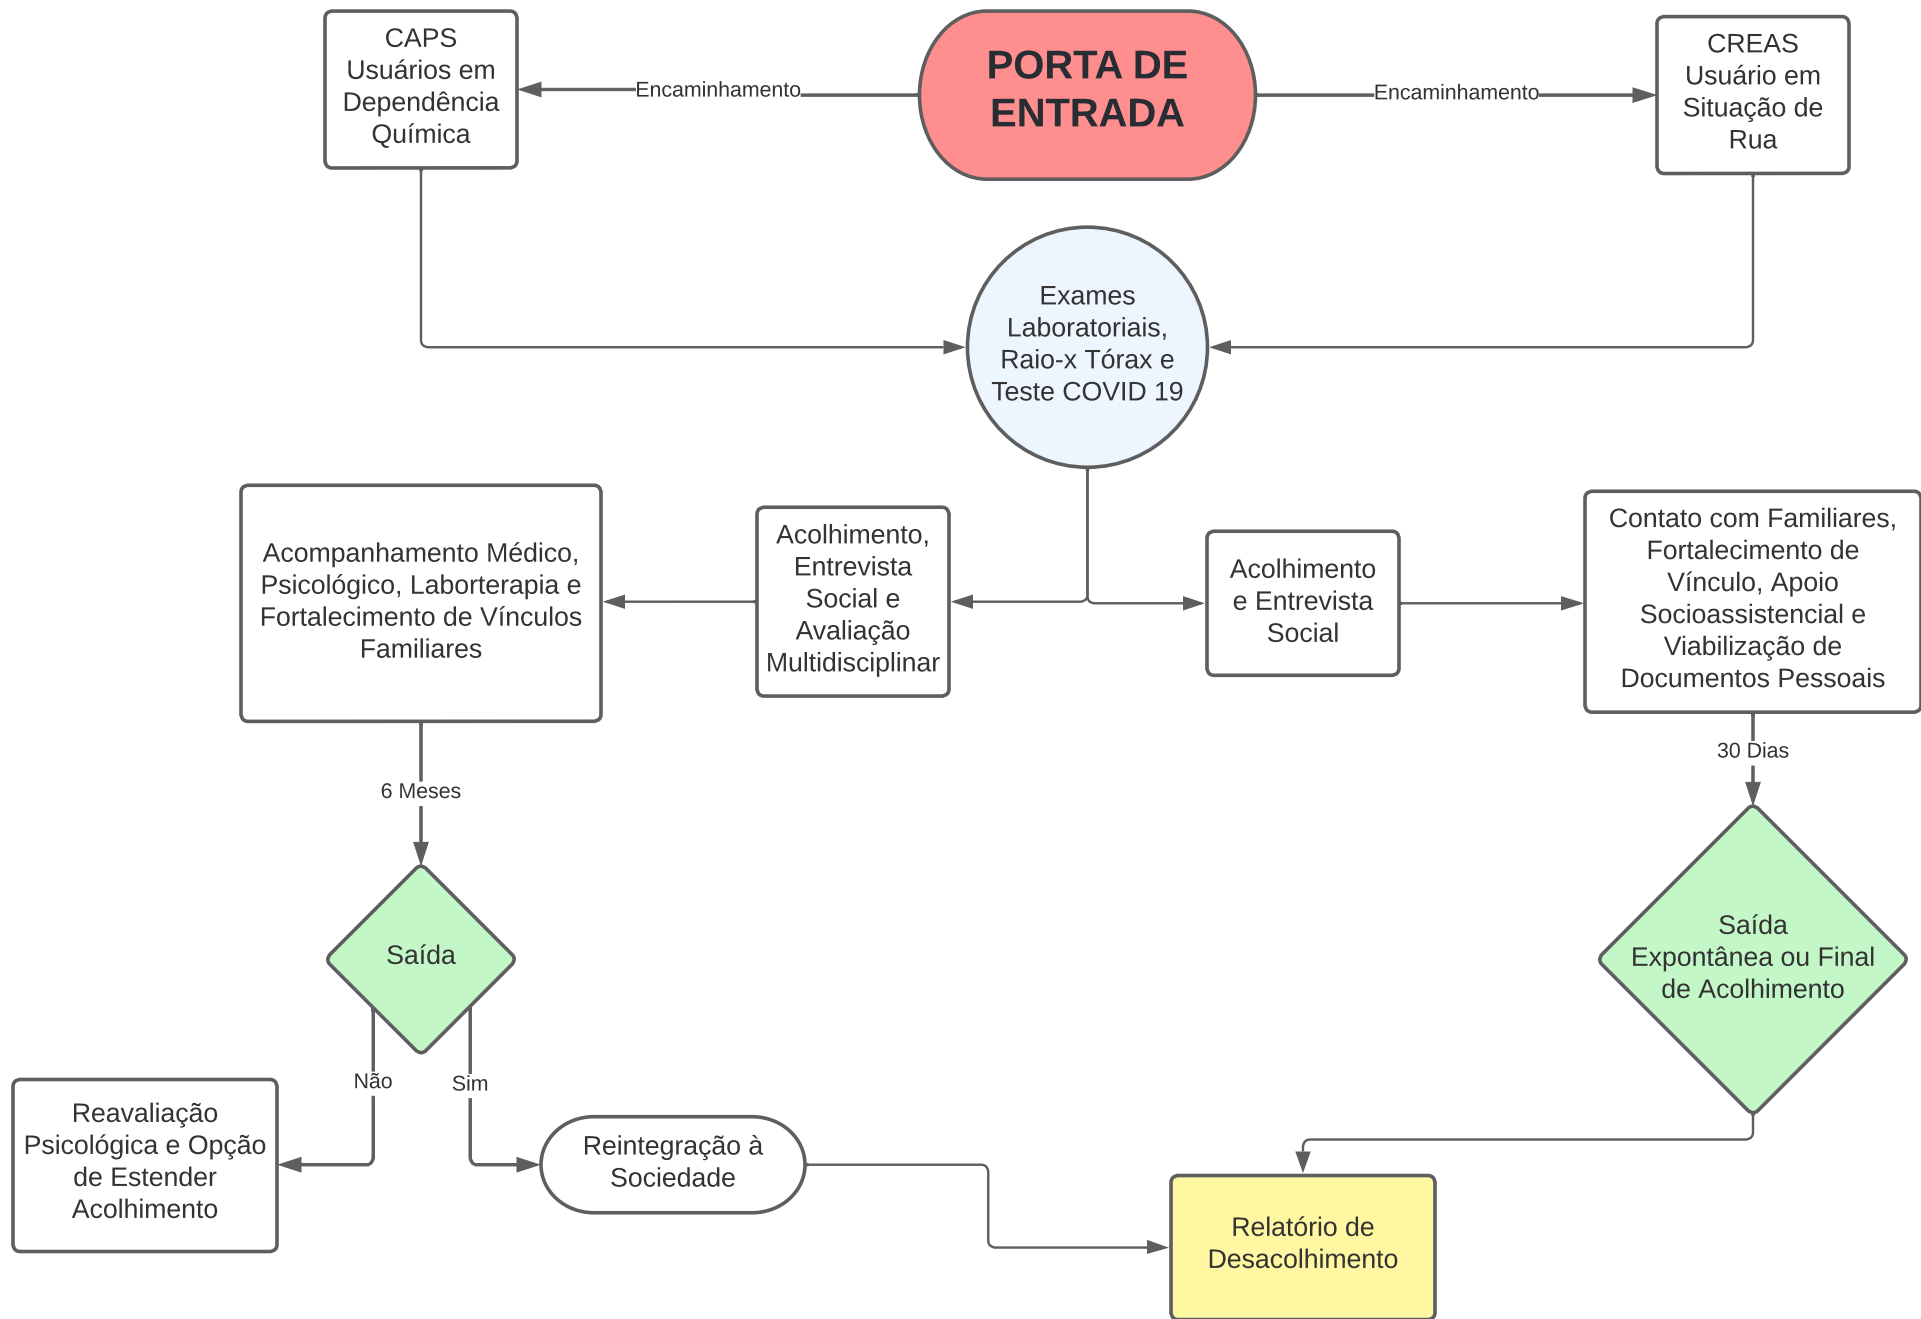 CAPS
Usuários em
Dependência
Química
Encaminhamento
PORTA DE
ENTRADA
Encaminhamento
CREAS
Usuário em
Situação de
Rua
Exames
Laboratoriais,
Raio-x Tórax e
Teste COVID 19
Acompanhamento Médico,
Psicológico, Laborterapia e
Fortalecimento de Vínculos
Familiares
Acolhimento,
Entrevista
Social e
Avaliação
Multidisciplinar
Acolhimento
e Entrevista
Social
Contato com Familiares,
Fortalecimento de
Vínculo, Apoio
Socioassistencial e
Viabilização de
Documentos Pessoais
6 Meses
30 Dias
Saída
Saída
Expontânea ou Final
de Acolhimento
Não
Sim
Reavaliação
Psicológica e Opção
de Estender
Acolhimento
Reintegração à
Sociedade
Relatório de
Desacolhimento